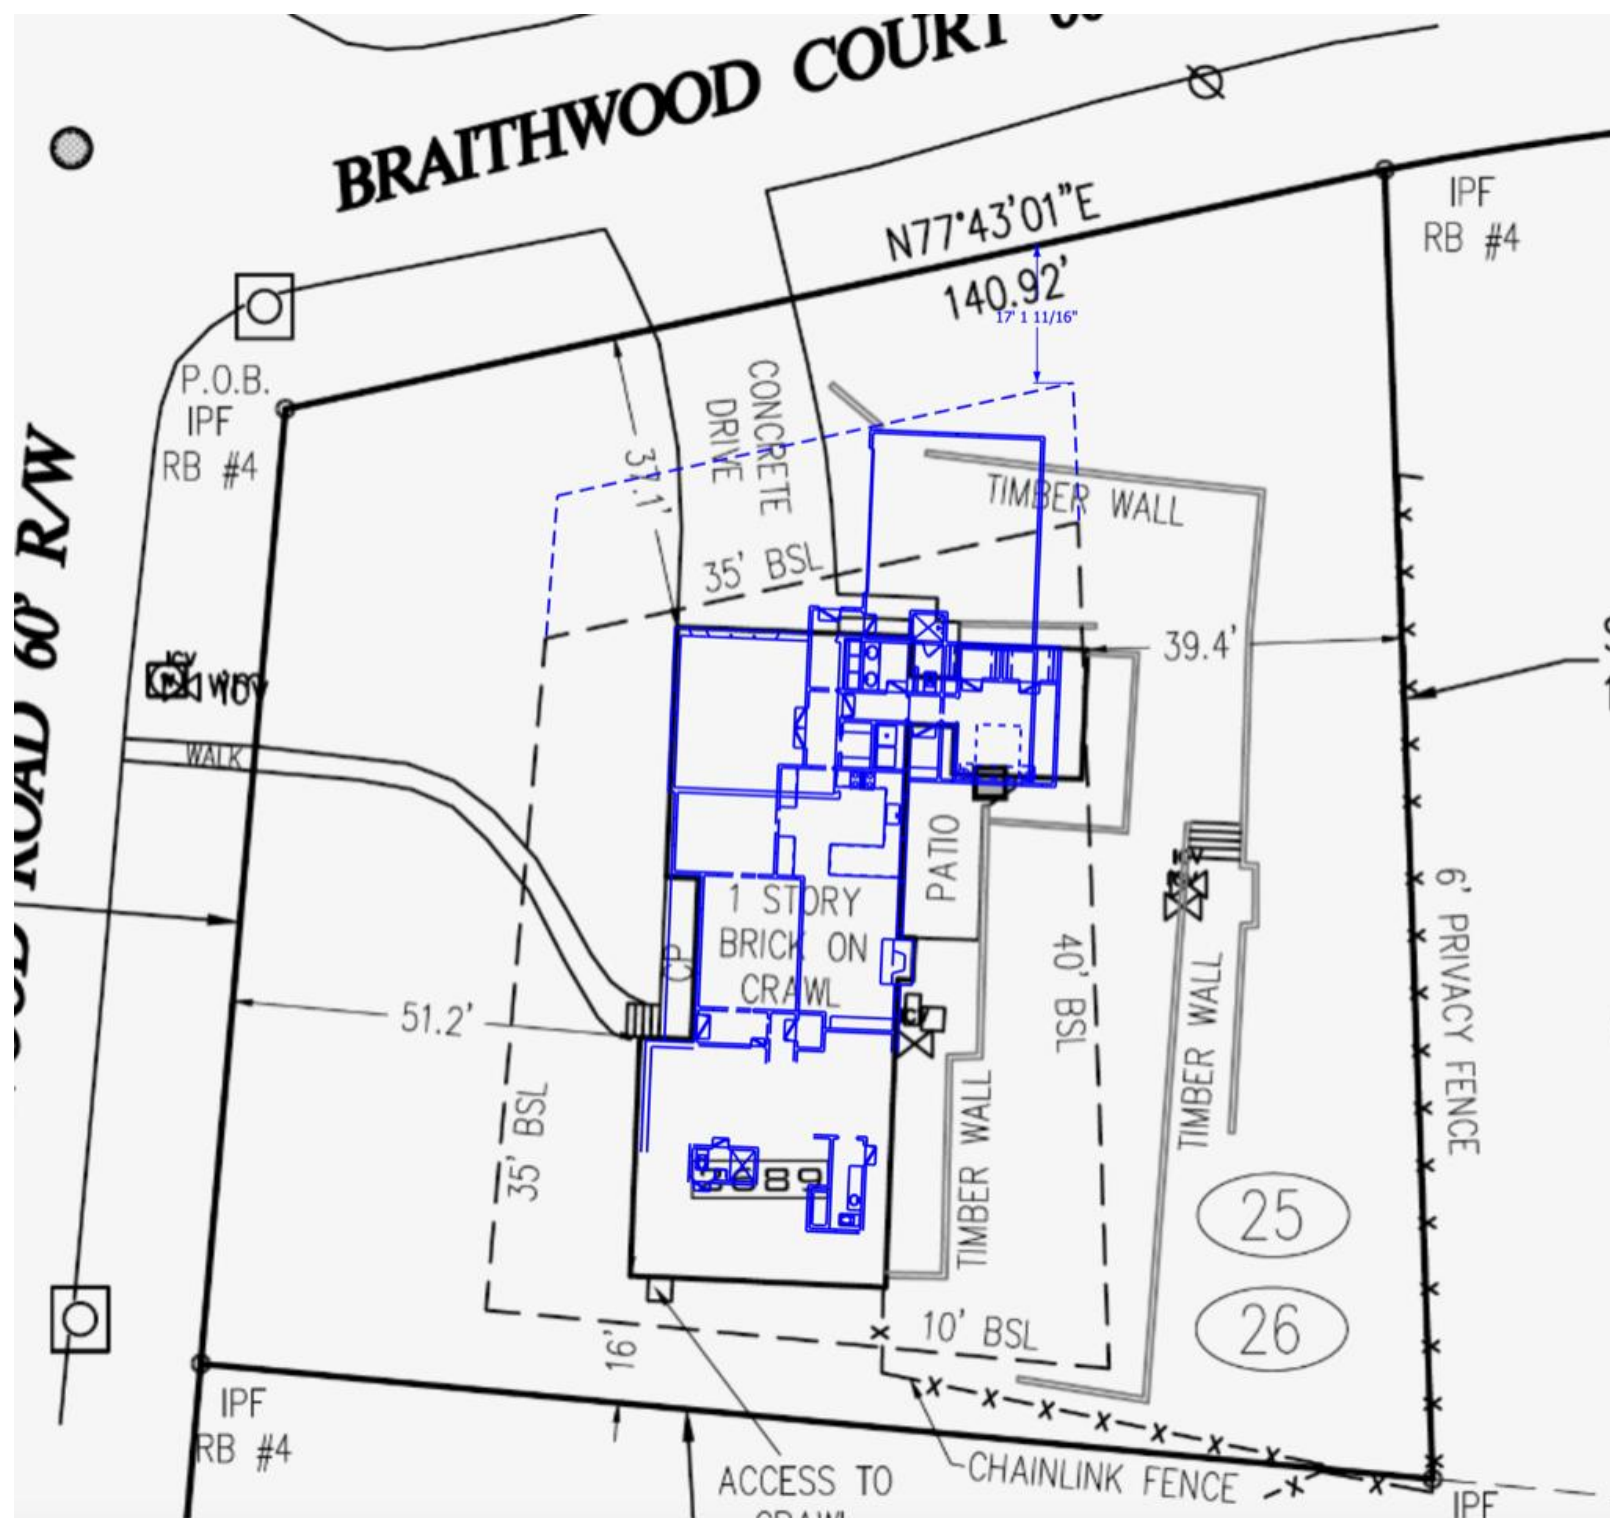 BRAITHWOOD COURT
N77°43'01"E
140.92'
17' 1 11/16"
IPF
RB #4
P.O.B.
IPF
RB #4
ROAD 60' R/W
37.1'
CONCRETE
DRIVE
TIMBER WALL
35' BSL
39.4'
ICV
WALK
PATIO
1 STORY
BRICK ON
CRAWL
CP
51.2'
40' BSL
6' PRIVACY FENCE
TIMBER WALL
TIMBER WALL
35' BSL
25
26
10' BSL
16'
IPF
RB #4
ACCESS TO
CRAWL
CHAINLINK FENCE
IPF